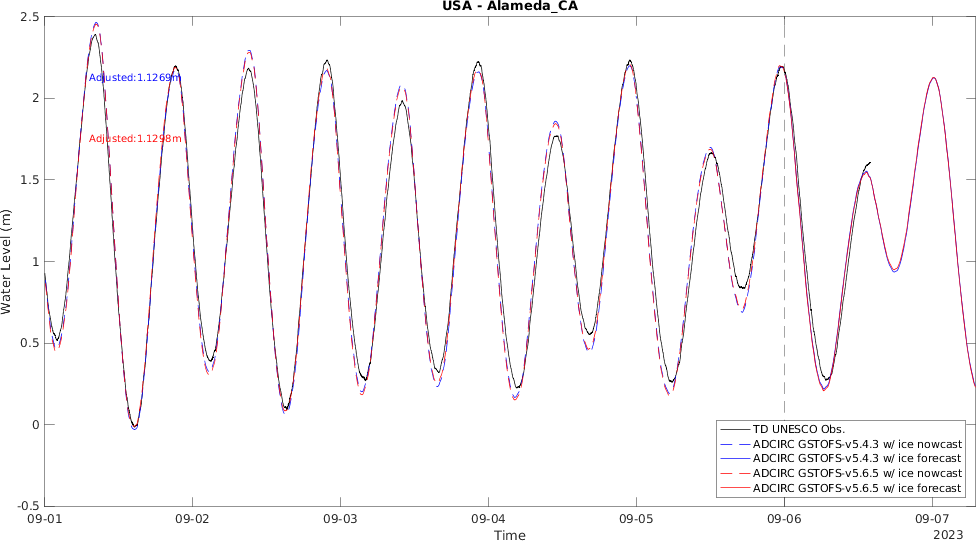 USA - Alameda_CA
2.5
2
1.5
1
0.5
0
-0.5
Water Level (m)
Adjusted:1.1269m
Adjusted:1.1298m
TD UNESCO Obs.
ADCIRC GSTOFS-v5.4.3 w/ ice nowcast
ADCIRC GSTOFS-v5.4.3 w/ ice forecast
ADCIRC GSTOFS-v5.6.5 w/ ice nowcast
ADCIRC GSTOFS-v5.6.5 w/ ice forecast
09-01 09-02 09-03 09-04 09-05 09-06 09-07
Time
2023